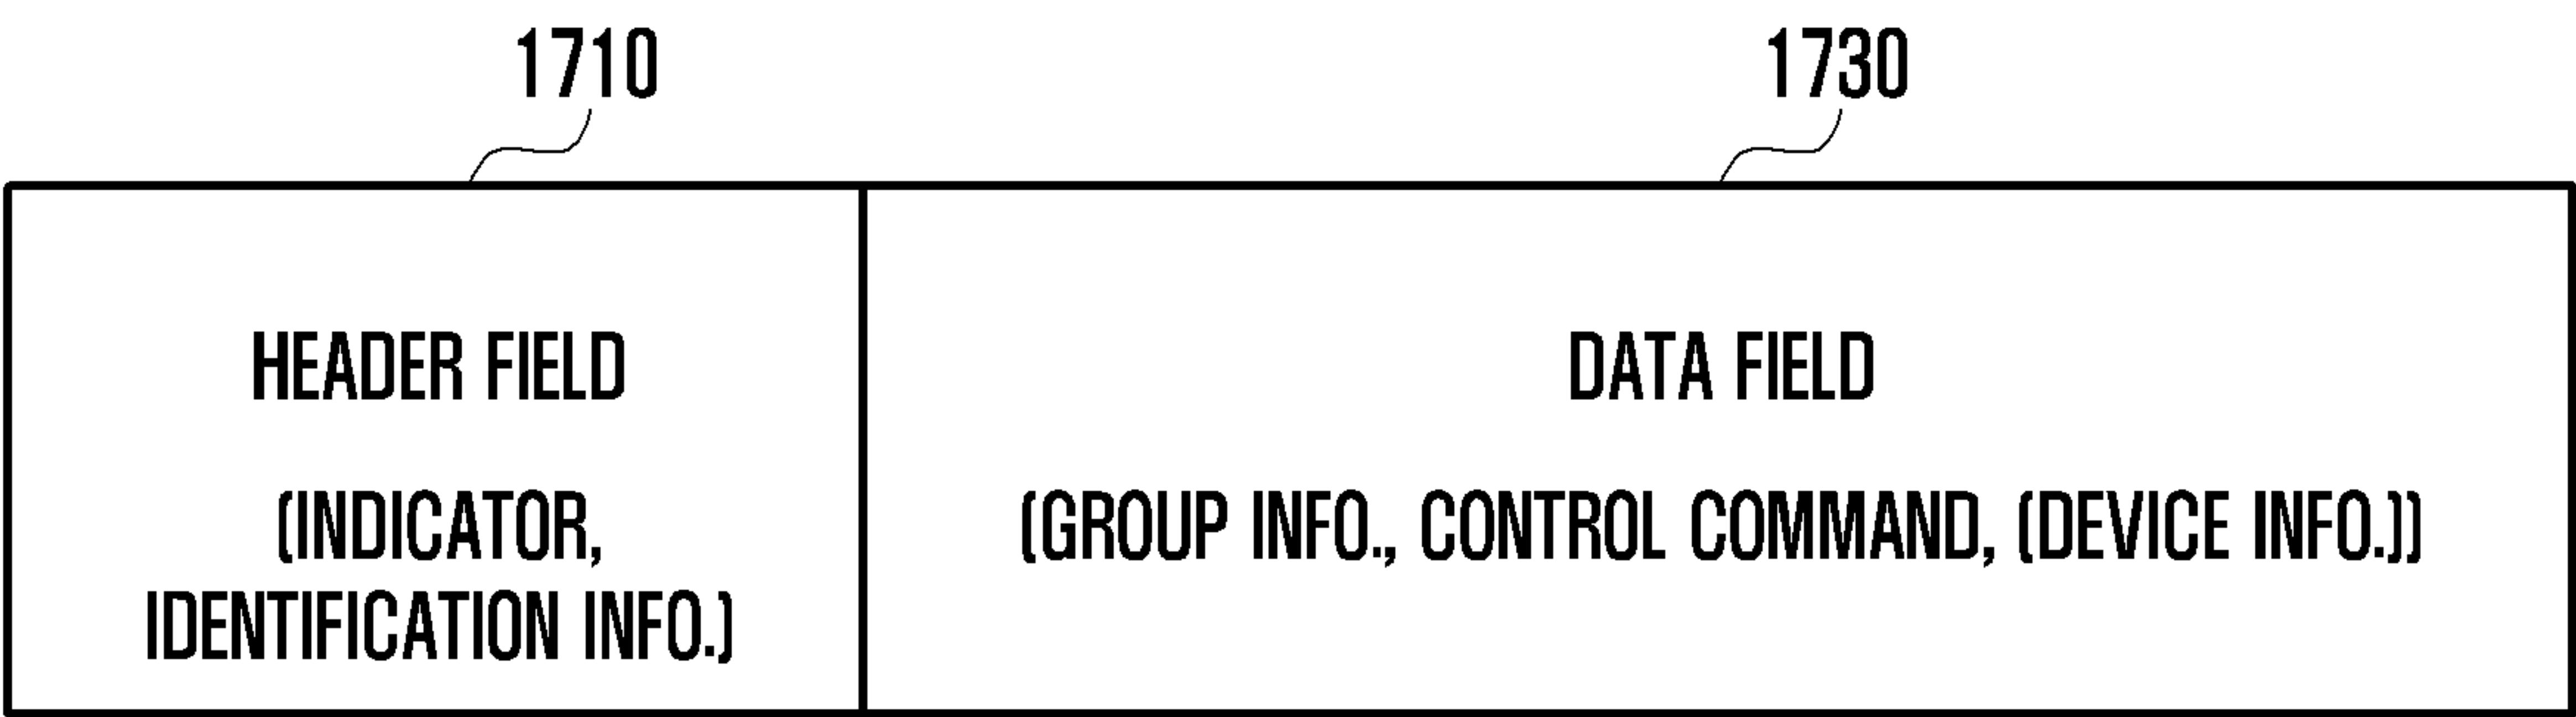 1710
1730
HEADER FIELD
(INDICATOR,
IDENTIFICATION INFO.)
DATA FIELD
(GROUP INFO., CONTROL COMMAND, (DEVICE INFO.))